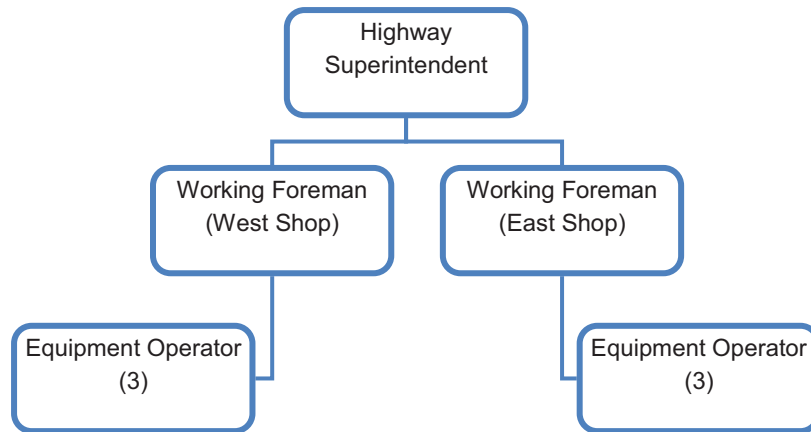 Highway
Superintendent
Working Foreman
(West Shop)
Working Foreman
(East Shop)
Equipment Operator
(3)
Equipment Operator
(3)